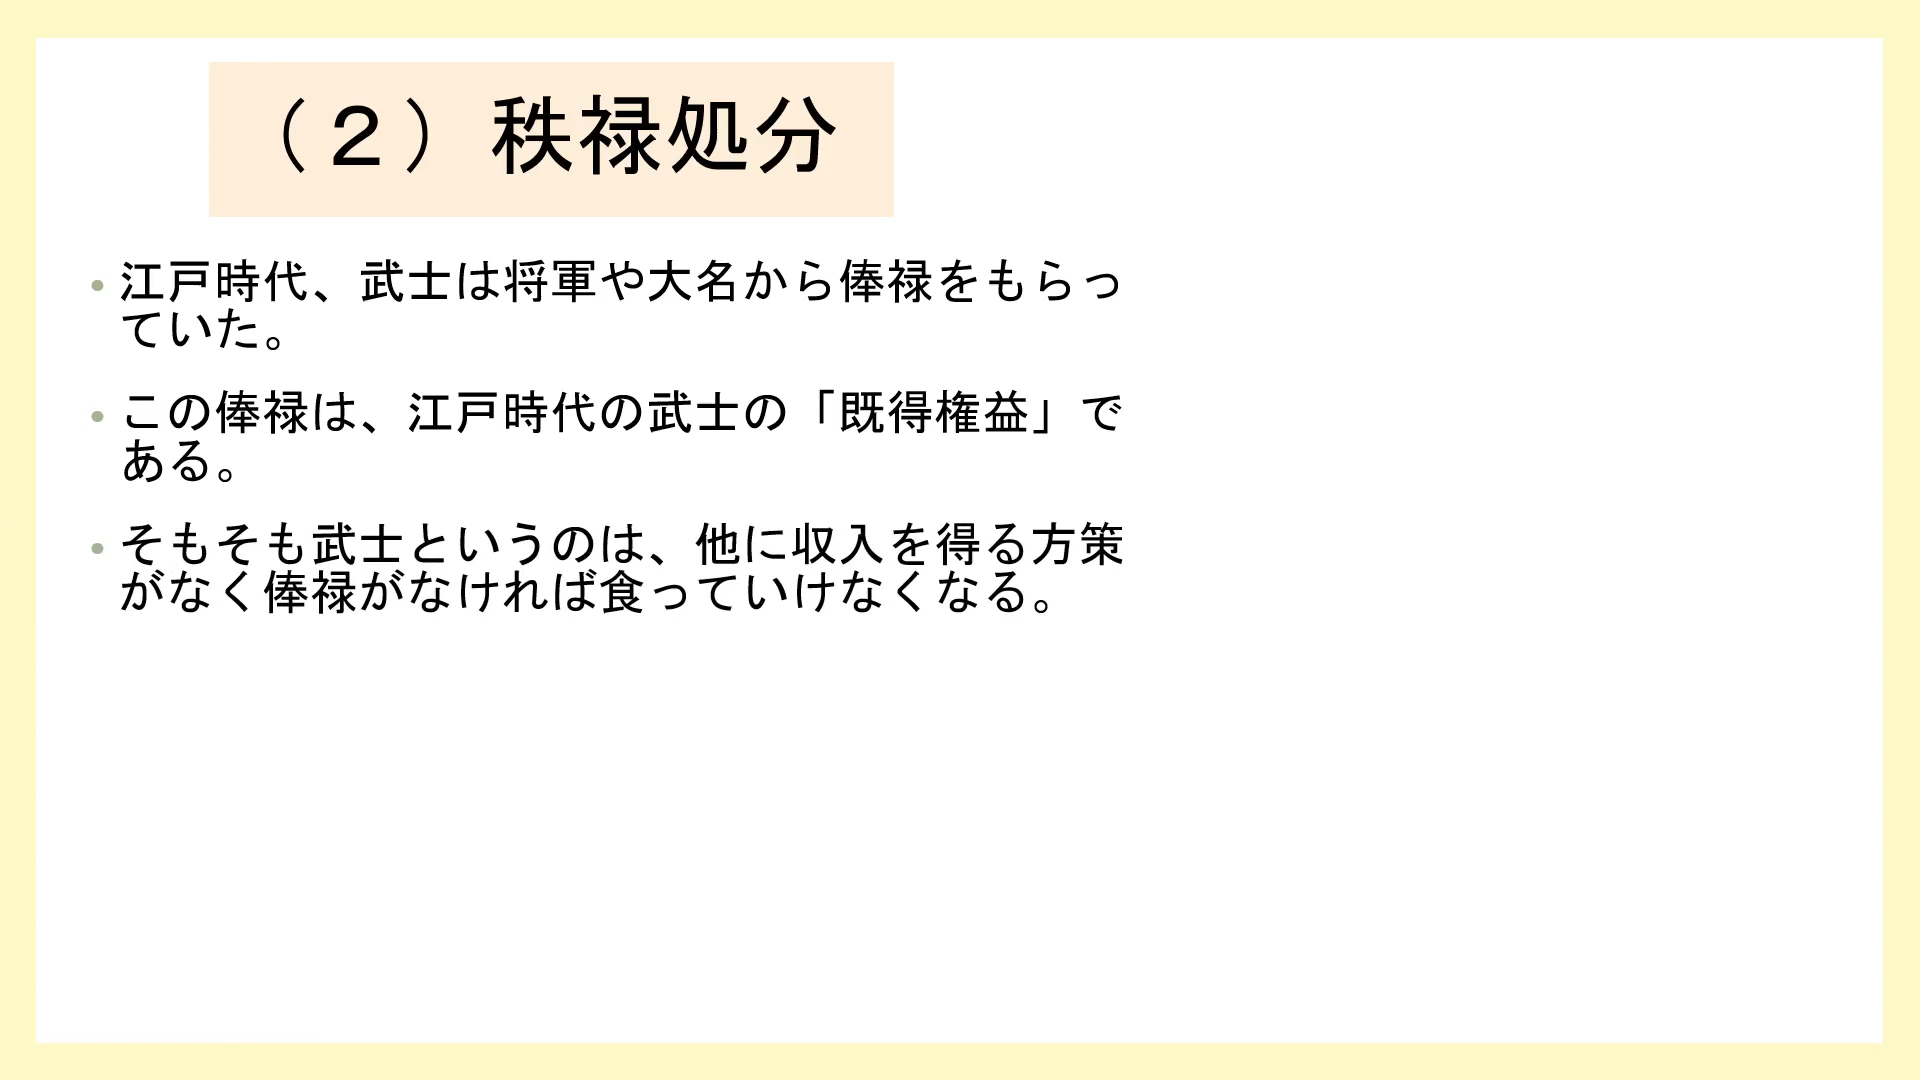 （２）秩禄処分
• 江戸時代、武士は将軍や大名から俸禄をもらっ
ていた。
• この俸禄は、江戸時代の武士の「既得権益」で
ある。
• そもそも武士というのは、他に収入を得る方策
がなく俸禄がなければ食っていけなくなる。